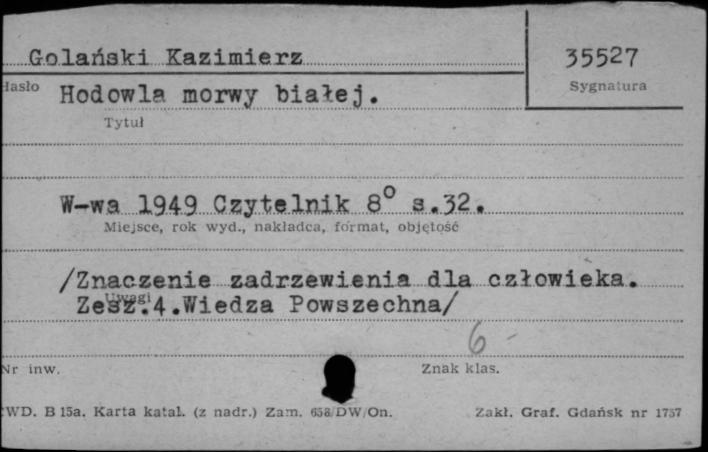 Golański Kazimierz
35527
Hasło
Sygnatura
Hodowla morwy białej.
Tytuł
W-wa 1949 Czytelnik 8° s.32.
Miejsce, rok wyd., nakładca, format, objętość
/Znaczenie zadrzewienia dla człowieka.
Uwagi
Zesz.4.Wiedza Powszechna/
6 -
Nr inw.
Znak klas.
WD. B 15a. Karta katal. (z nadr.) Zam. 658/DW/On.
Zakł. Graf. Gdańsk nr 1757